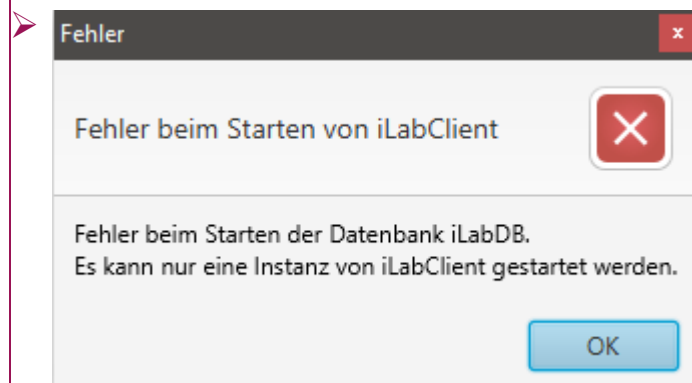 Fehler
Fehler beim Starten von iLabClient
Fehler beim Starten der Datenbank iLabDB.
Es kann nur eine Instanz von iLabClient gestartet werden.
OK